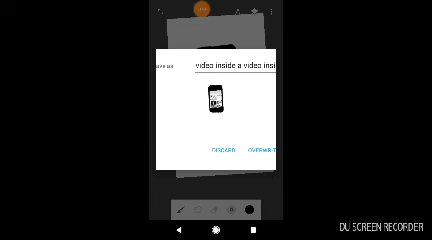 video inside a video insi
DISCARD OVERWRIT
DU SCREEN RECORDER